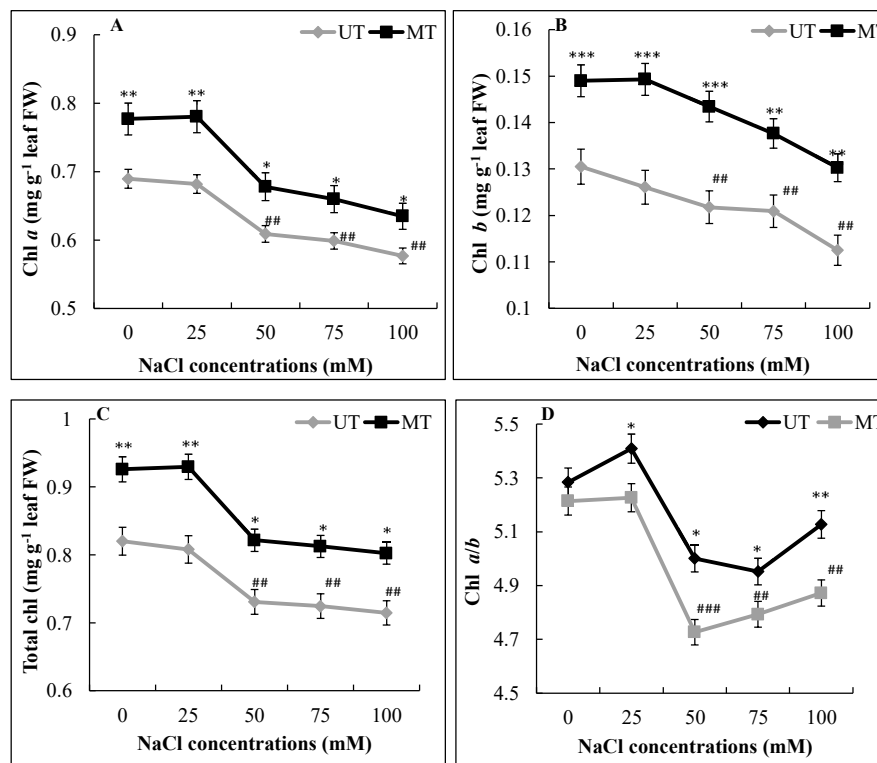 A
UT MT
0.9
**
**
0.8
0.7
*
*
*
##
##
##
0.6
0.5
0 25 50 75 100
Chl a (mg g-1 leaf FW)
NaCl concentrations (mM)
B
UT MT
0.16
***
***
***
0.15
**
0.14
**
##
##
0.13
##
0.12
0.11
0.1
0 25 50 75 100
Chl b (mg g-1 leaf FW)
NaCl concentrations (mM)
C
UT MT
1
**
**
0.9
*
*
*
0.8
##
##
##
0.7
0.6
0 25 50 75 100
Total chl (mg g-1 leaf FW)
NaCl concentrations (mM)
D
UT MT
5.5
*
5.3
**
*
*
5.1
##
##
###
4.9
4.7
4.5
0 25 50 75 100
Chl a/b
NaCl concentrations (mM)